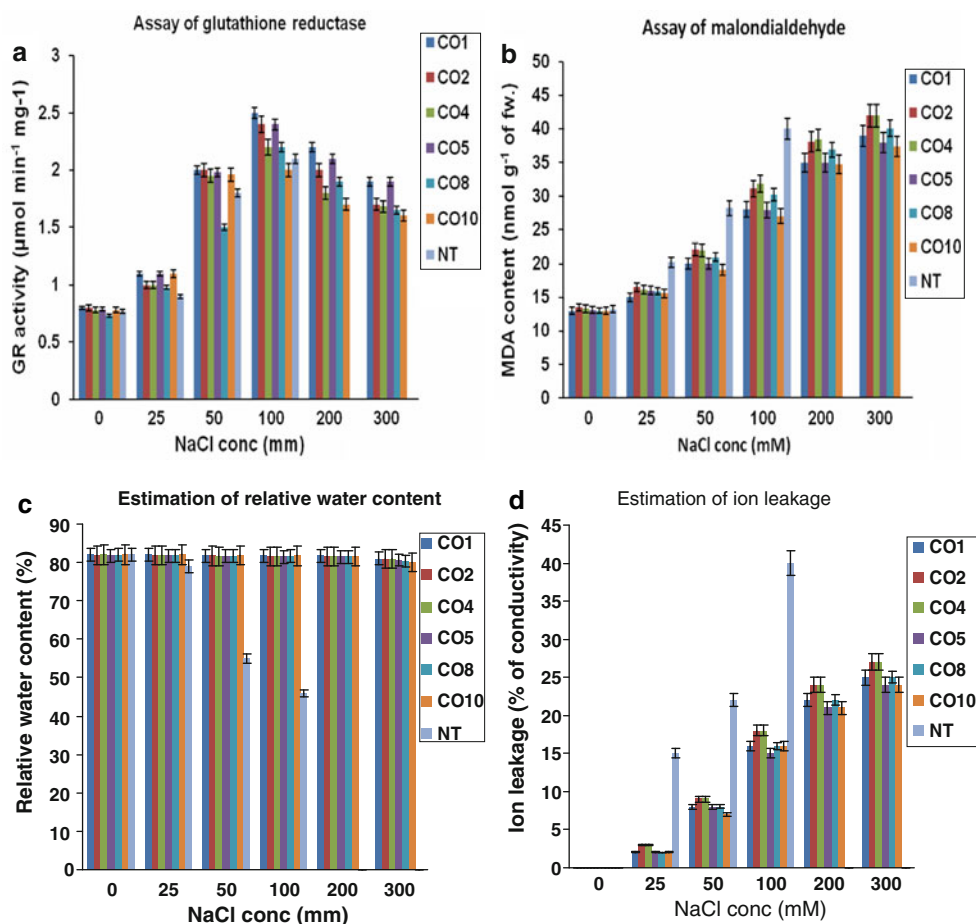 a
Assay of glutathione reductase
GR activity (µmol min⁻¹ mg-1)
3
2.5
2
1.5
1
0.5
0
0 25 50 100 200 300
NaCl conc (mm)
CO1
CO2
CO4
CO5
CO8
CO10
NT
b
Assay of malondialdehyde
MDA content (nmol g⁻¹ of fw.)
50
45
40
35
30
25
20
15
10
5
0
0 25 50 100 200 300
NaCl conc (mM)
CO1
CO2
CO4
CO5
CO8
CO10
NT
c
Estimation of relative water content
Relative water content (%)
90
80
70
60
50
40
30
20
10
0
0 25 50 100 200 300
NaCl conc (mm)
CO1
CO2
CO4
CO5
CO8
CO10
NT
d
Estimation of ion leakage
Ion leakage (% of conductivity)
45
40
35
30
25
20
15
10
5
0
0 25 50 100 200 300
NaCl conc (mM)
CO1
CO2
CO4
CO5
CO8
CO10
NT